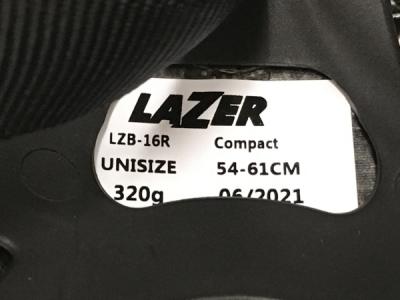 LAZER
LZB-16R Compact
UNISIZE 54-61CM
320g 06/2021